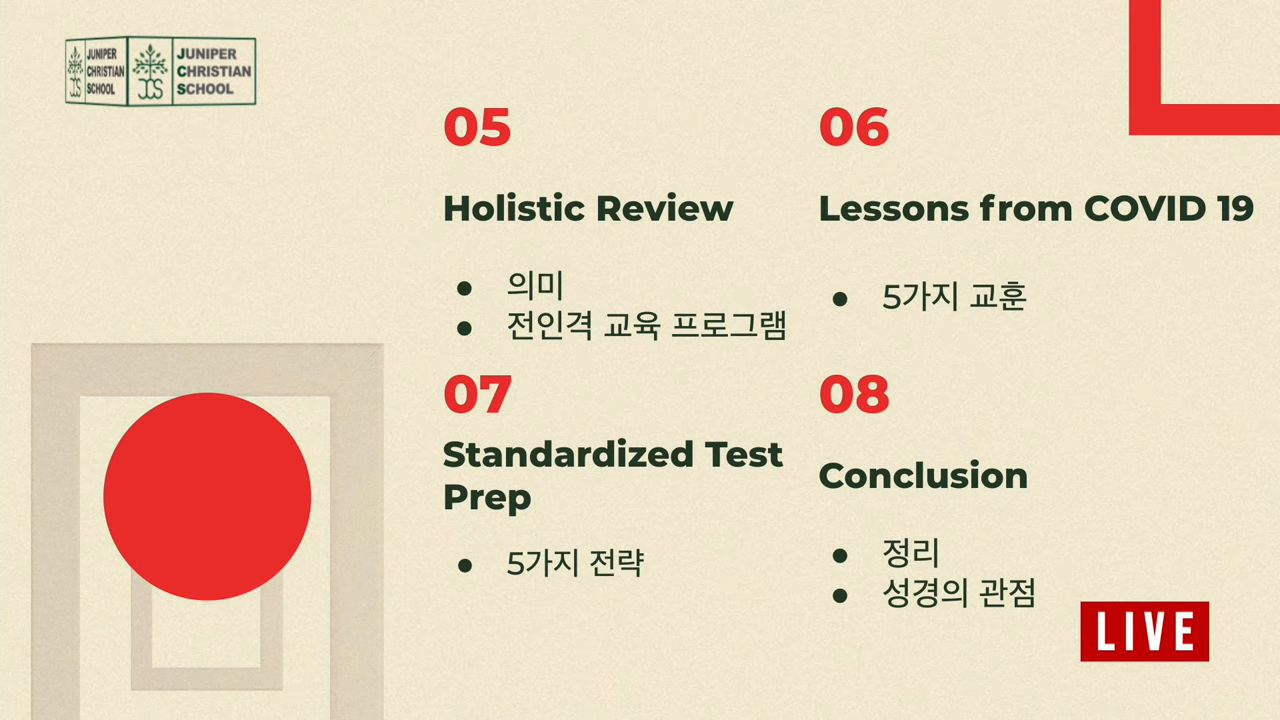 JUNIPER
CHRISTIAN
SCHOOL
JCS
JUNIPER
CHRISTIAN
SCHOOL
05
Holistic Review
● 의미
● 전인격 교육 프로그램
06
Lessons from COVID 19
● 5가지 교훈
07
Standardized Test
Prep
● 5가지 전략
08
Conclusion
● 정리
● 성경의 관점
LIVE